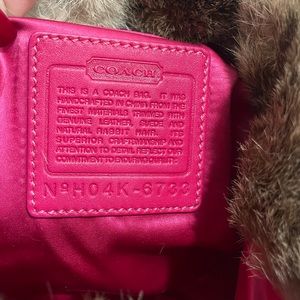 COACH
THIS IS A COACH BAG. IT WAS
HANDCRAFTED IN CHINA FROM THE
FINEST MATERIALS TRIMMED WITH
GENUINE LEATHER, SUEDE AND
NATURAL RABBIT HAIR. ITS
SUPERIOR CRAFTSMANSHIP AND
ATTENTION TO DETAIL REFLECT OUR
COMMITMENT TO ENDURING QUALITY.
Nº H04K-6733